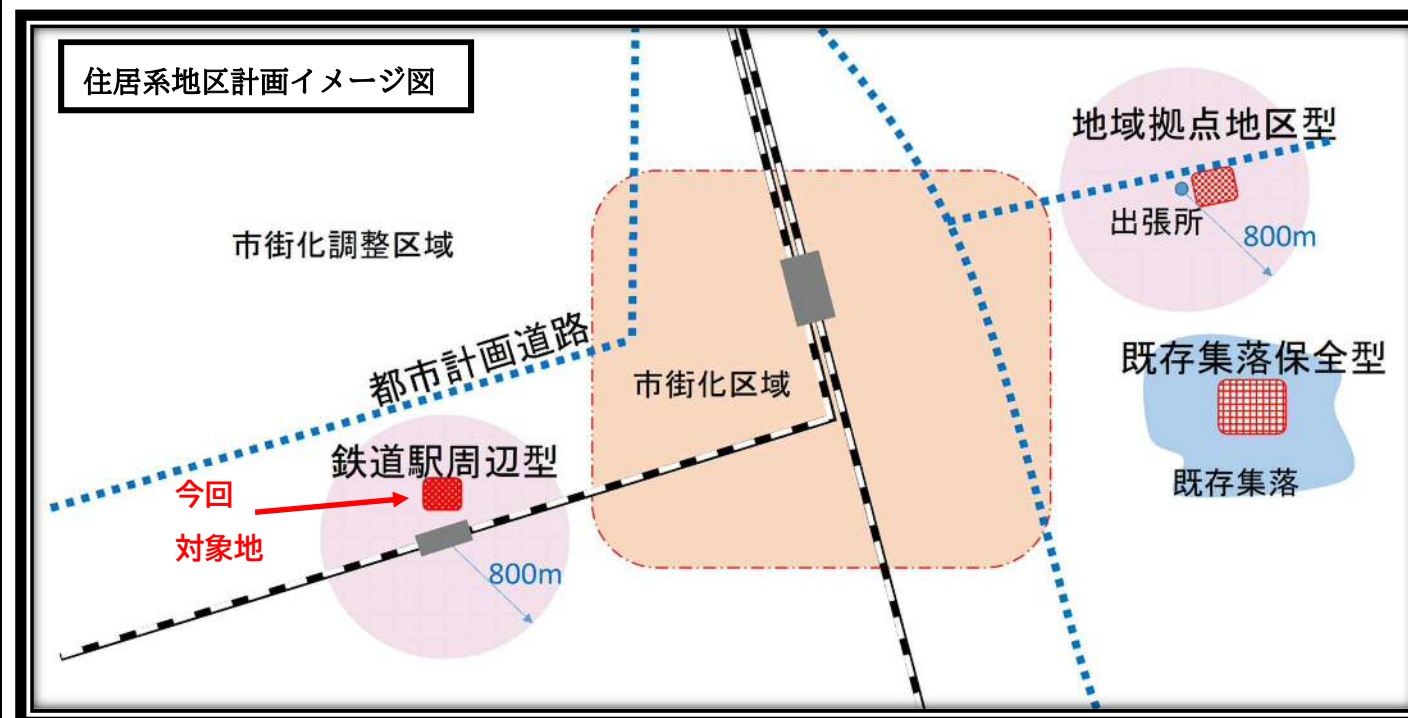 住居系地区計画イメージ図
地域拠点地区型
出張所
800m
市街化調整区域
都市計画道路
市街化区域
既存集落保全型
既存集落
鉄道駅周辺型
今回
対象地
800m